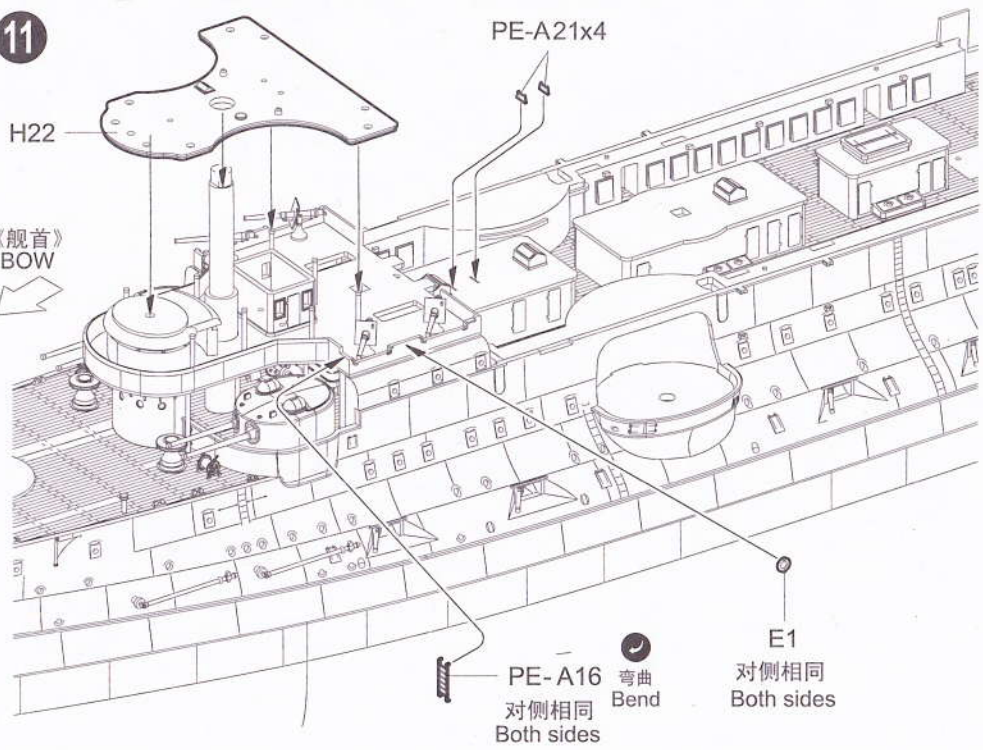 11
PE-A21x4
H22
《舰首》
BOW
PE-A16
对侧相同
Both sides
弯曲
Bend
E1
对侧相同
Both sides